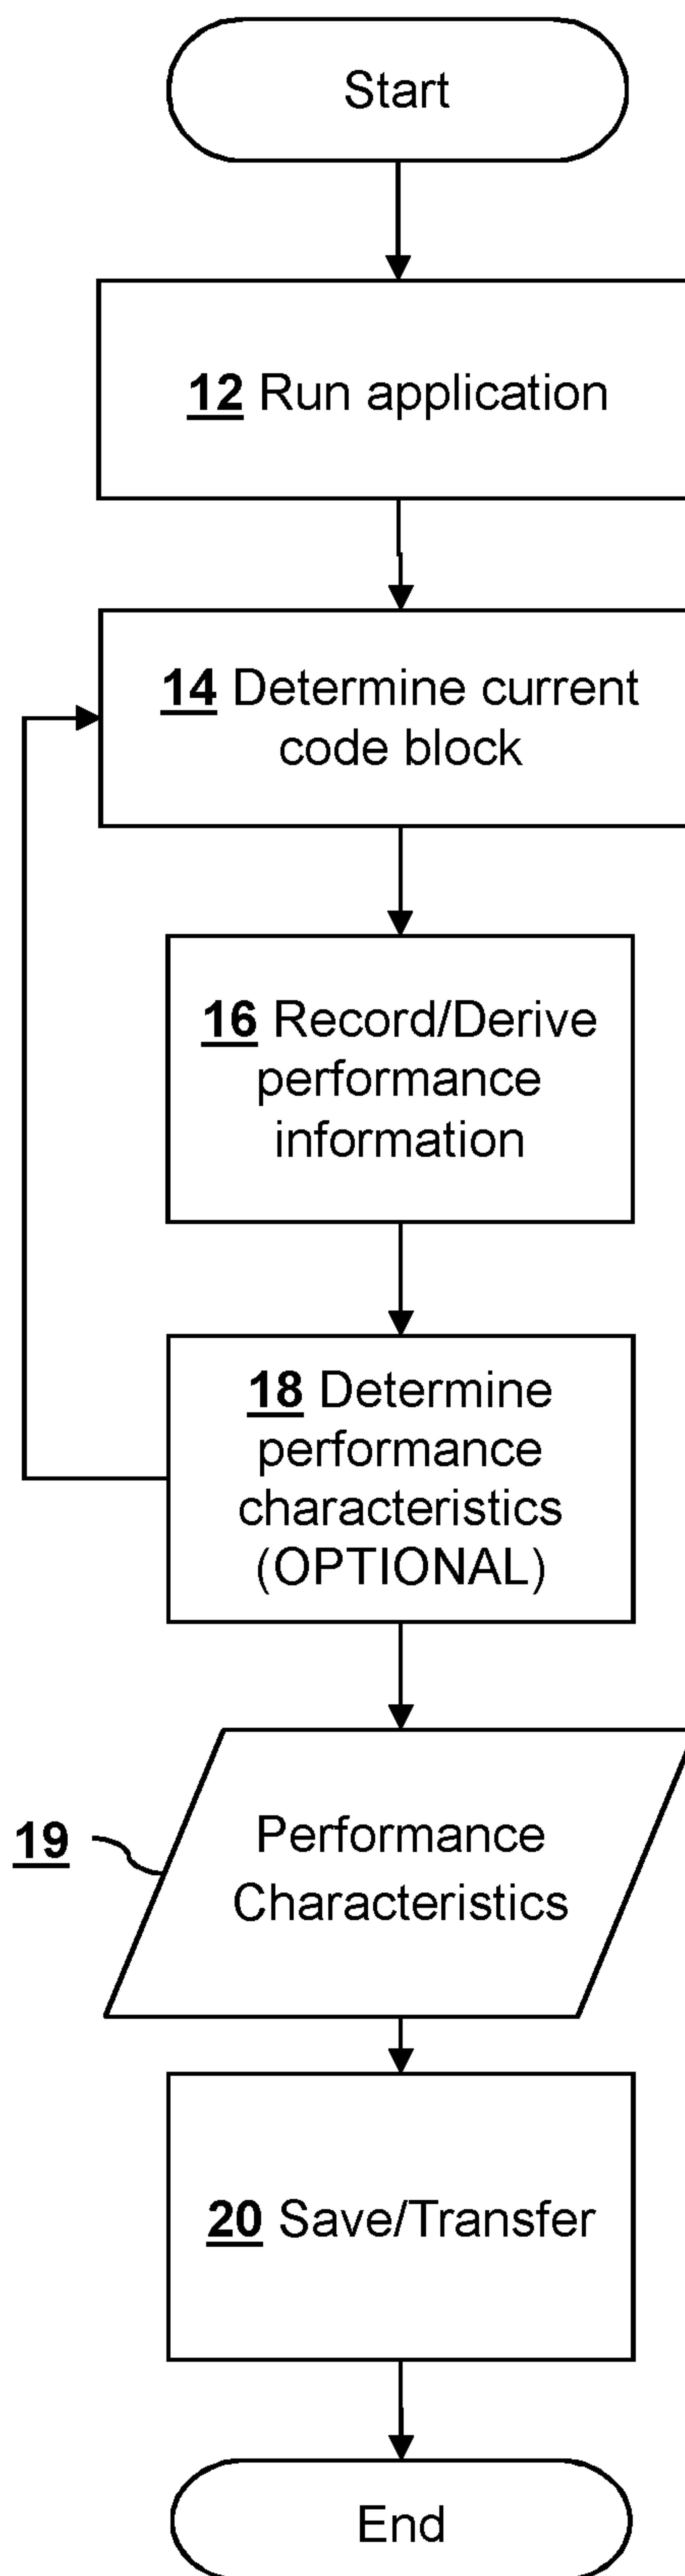 Start
12 Run application
14 Determine current
code block
16 Record/Derive
performance
information
18 Determine
performance
characteristics
(OPTIONAL)
19
Performance
Characteristics
20 Save/Transfer
End